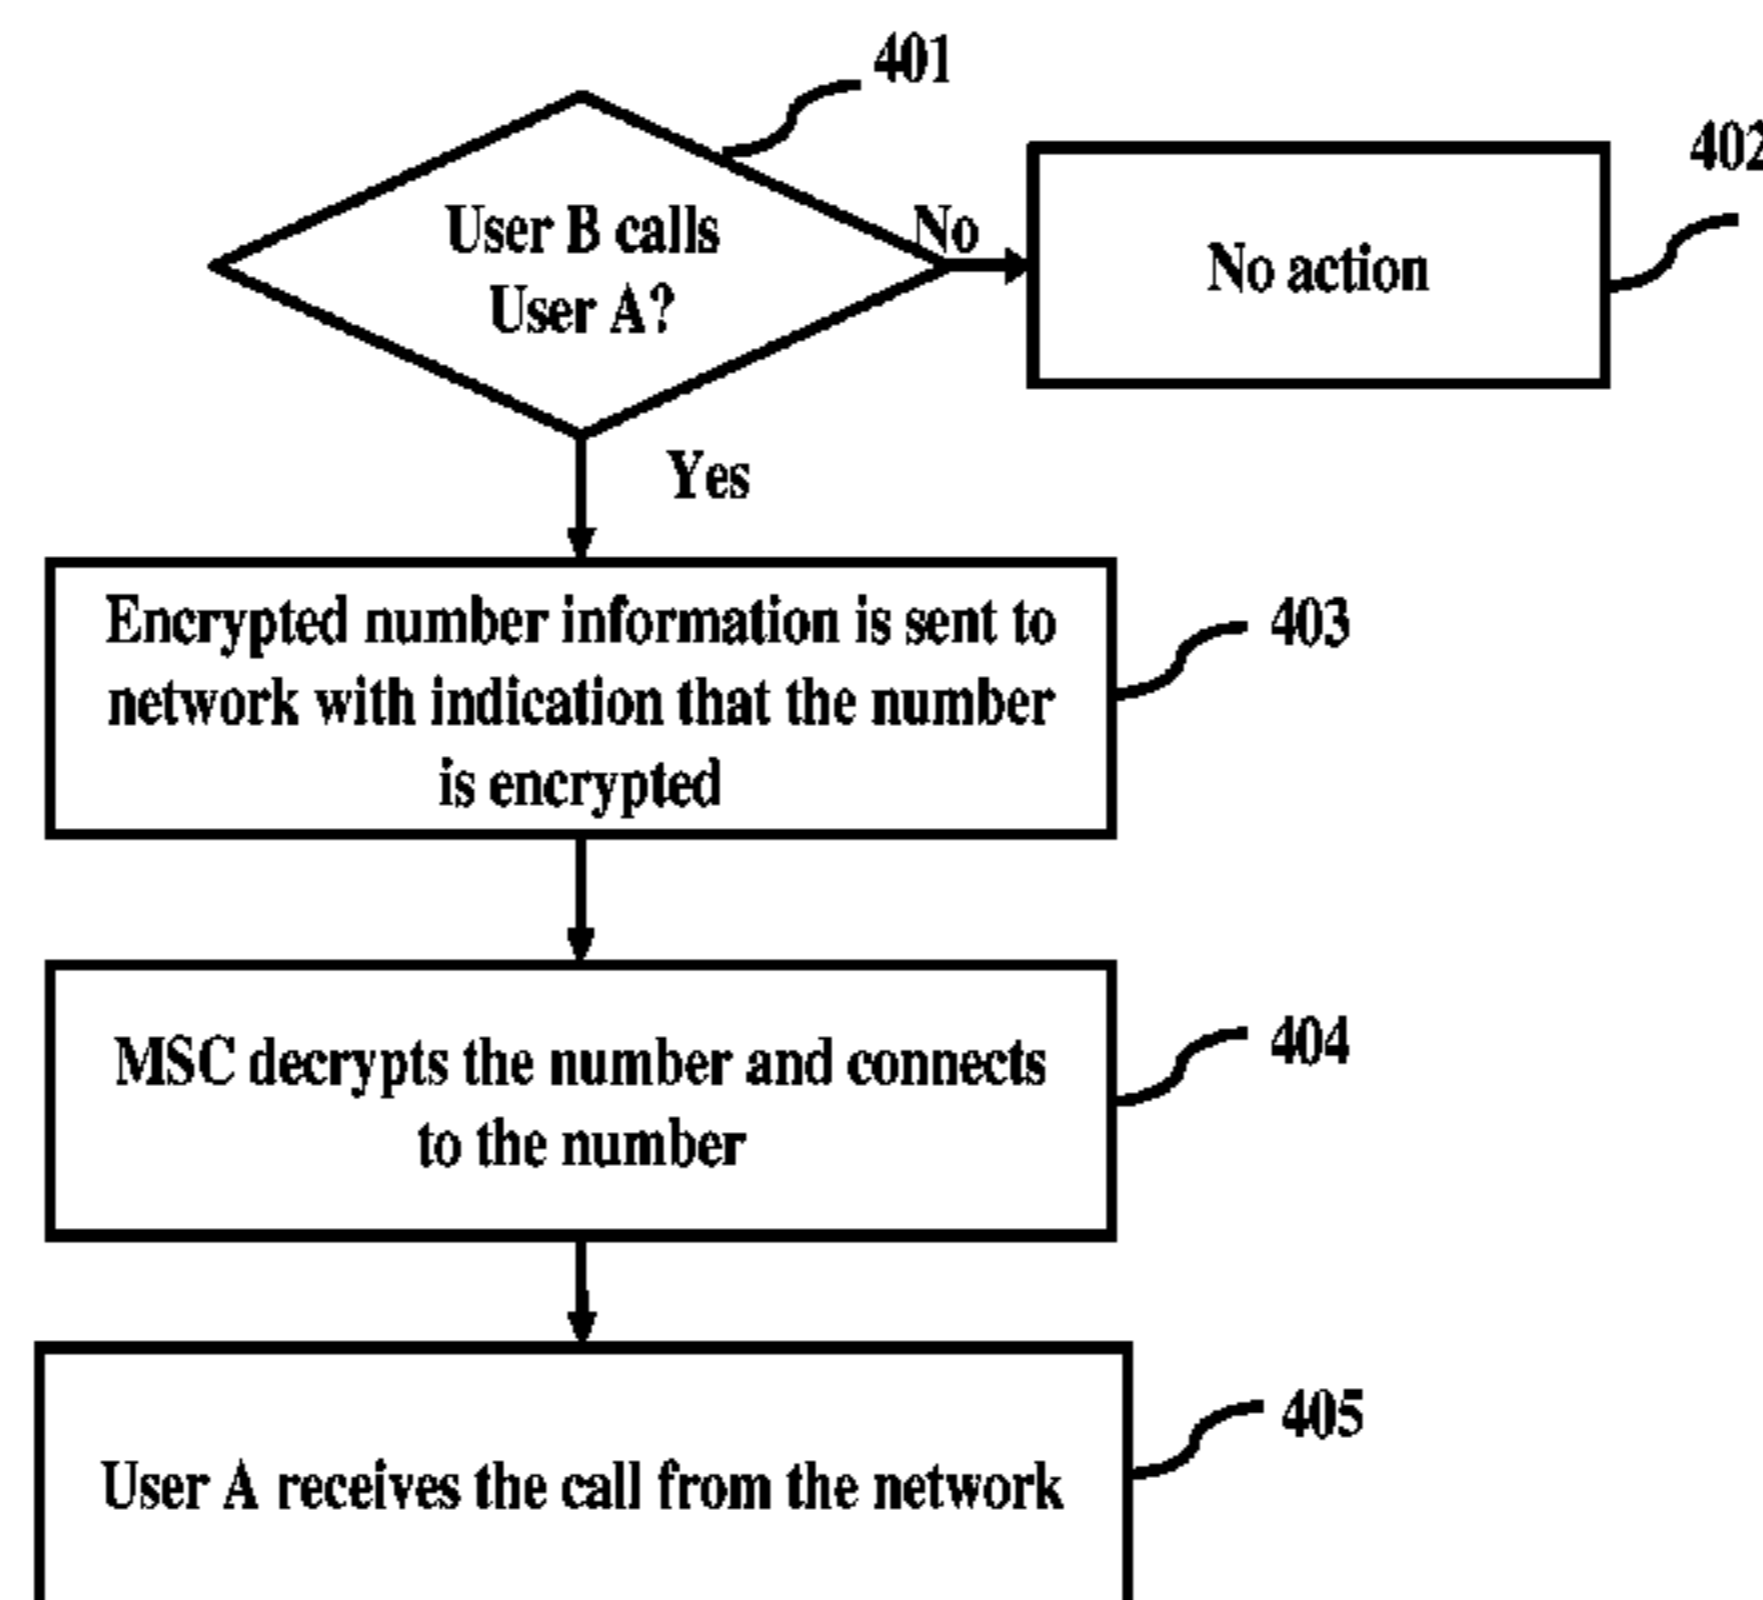 401
402
User B calls
User A?
No
No action
Yes
Encrypted number information is sent to
network with indication that the number
is encrypted
403
MSC decrypts the number and connects
to the number
404
User A receives the call from the network
405